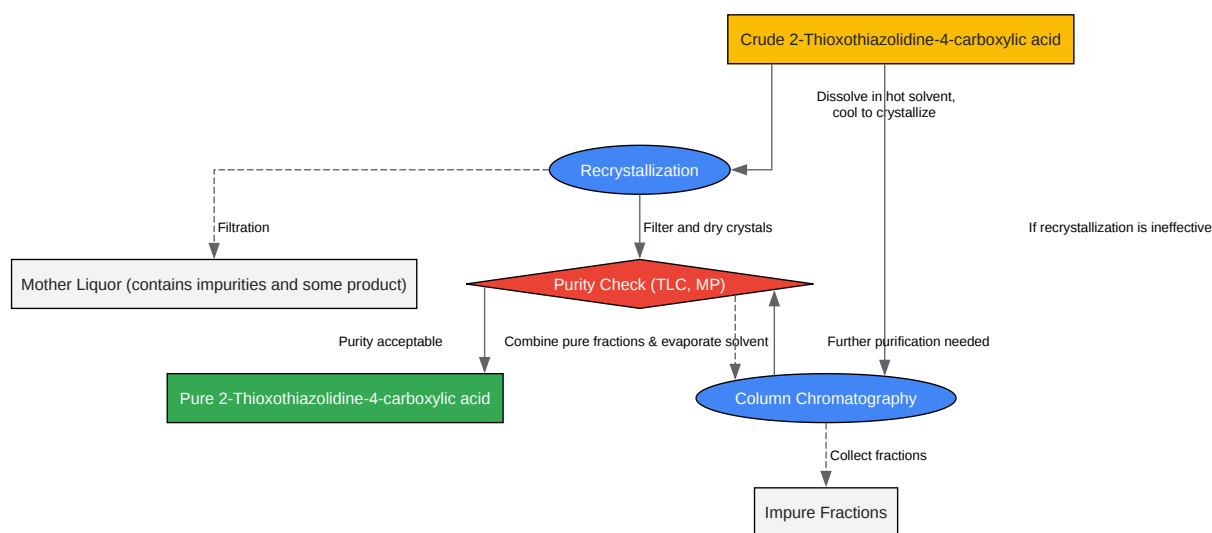 Crude 2-Thioxothiazolidine-4-carboxylic acid
Dissolve in hot solvent,
cool to crystallize
Recrystallization
Filtration
Filter and dry crystals
If recrystallization is ineffective
Mother Liquor (contains impurities and some product)
Purity Check (TLC, MP)
Purity acceptable
Combine pure fractions & evaporate solvent
Further purification needed
Pure 2-Thioxothiazolidine-4-carboxylic acid
Column Chromatography
Collect fractions
Impure Fractions